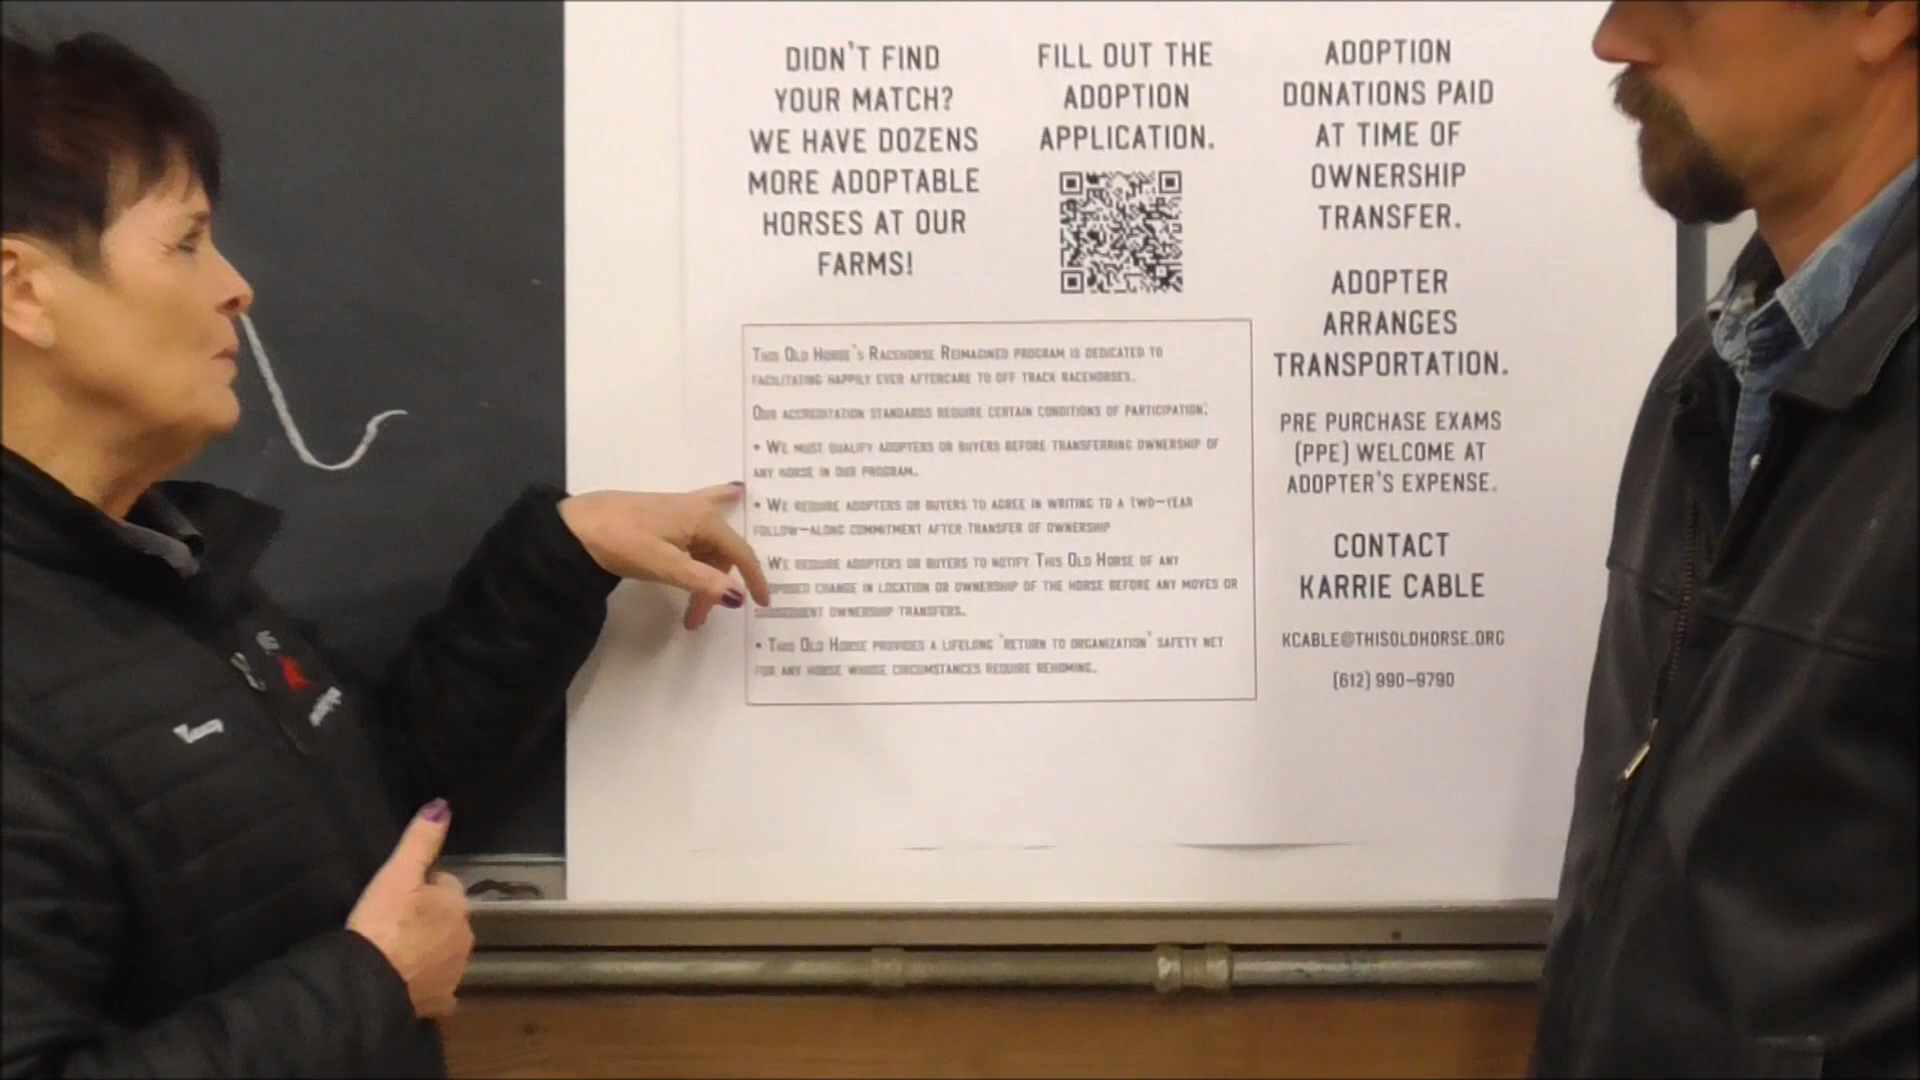 DIDN'T FIND
YOUR MATCH?
WE HAVE DOZENS
MORE ADOPTABLE
HORSES AT OUR
FARMS!
FILL OUT THE
ADOPTION
APPLICATION.
ADOPTION
DONATIONS PAID
AT TIME OF
OWNERSHIP
TRANSFER.
ADOPTER
ARRANGES
TRANSPORTATION.
PRE PURCHASE EXAMS
(PPE) WELCOME AT
ADOPTER'S EXPENSE.
CONTACT
KARRIE CABLE
KCABLE@THISOLDHORSE.ORG
(612) 990-9790
THIS OLD HORSE'S RACEHORSE REIMAGINED PROGRAM IS DEDICATED TO
FACILITATING HAPPILY EVER AFTERCARE TO OFF TRACK RACEHORSES.
OUR ACCREDITATION STANDARDS REQUIRE CERTAIN CONDITIONS OF PARTICIPATION:
• WE MUST QUALIFY ADOPTERS OR BUYERS BEFORE TRANSFERRING OWNERSHIP OF
ANY HORSE IN OUR PROGRAM.
• WE REQUIRE ADOPTERS OR BUYERS TO AGREE IN WRITING TO A TWO-YEAR
FOLLOW-ALONG COMMITMENT AFTER TRANSFER OF OWNERSHIP
WE REQUIRE ADOPTERS OR BUYERS TO NOTIFY THIS OLD HORSE OF ANY
CHANGE IN LOCATION OR OWNERSHIP OF THE HORSE BEFORE ANY MOVES OR
SUBSEQUENT OWNERSHIP TRANSFERS.
• THIS OLD HORSE PROVIDES A LIFELONG "RETURN TO ORGANIZATION" SAFETY NET
FOR ANY HORSE WHOSE CIRCUMSTANCES REQUIRE REHOMING.